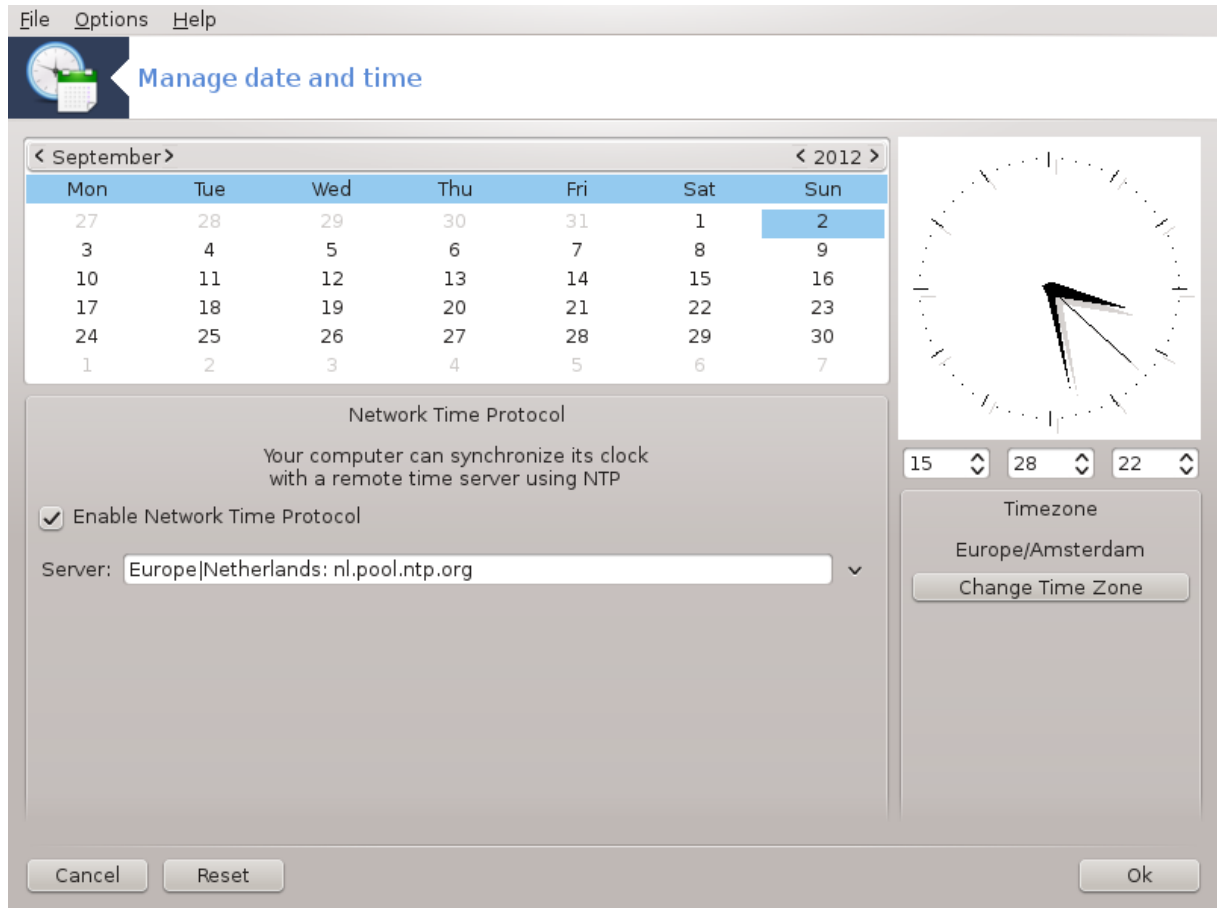 File Options Help
Manage date and time
< September > < 2012 >
Mon Tue Wed Thu Fri Sat Sun
27 28 29 30 31 1 2
3 4 5 6 7 8 9
10 11 12 13 14 15 16
17 18 19 20 21 22 23
24 25 26 27 28 29 30
1 2 3 4 5 6 7
15 28 22
Network Time Protocol
Your computer can synchronize its clock
with a remote time server using NTP
Enable Network Time Protocol
Server: Europe|Netherlands: nl.pool.ntp.org
Timezone
Europe/Amsterdam
Change Time Zone
Cancel Reset Ok